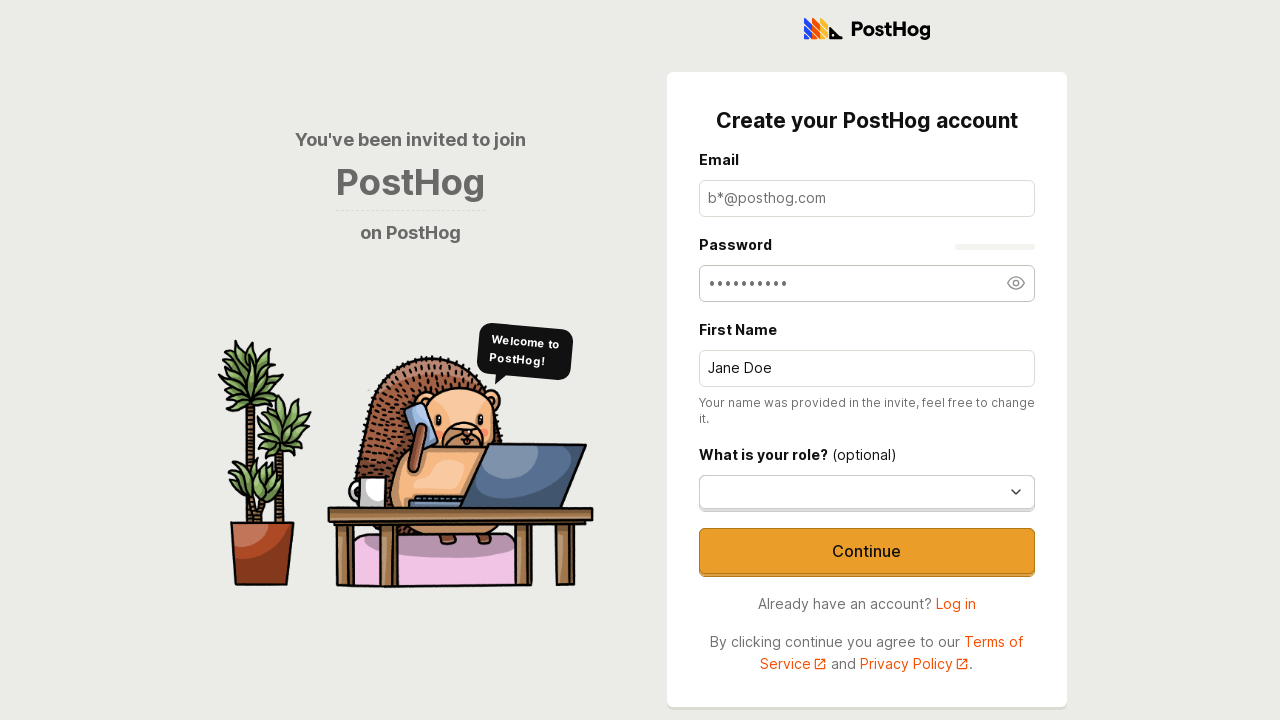 PostHog
You've been invited to join
PostHog
on PostHog
Welcome to
PostHog!
Create your PostHog account
Email
b*@posthog.com
Password
••••••••••
First Name
Jane Doe
Your name was provided in the invite, feel free to change
it.
What is your role? (optional)
Continue
Already have an account? Log in
By clicking continue you agree to our Terms of
Service and Privacy Policy.